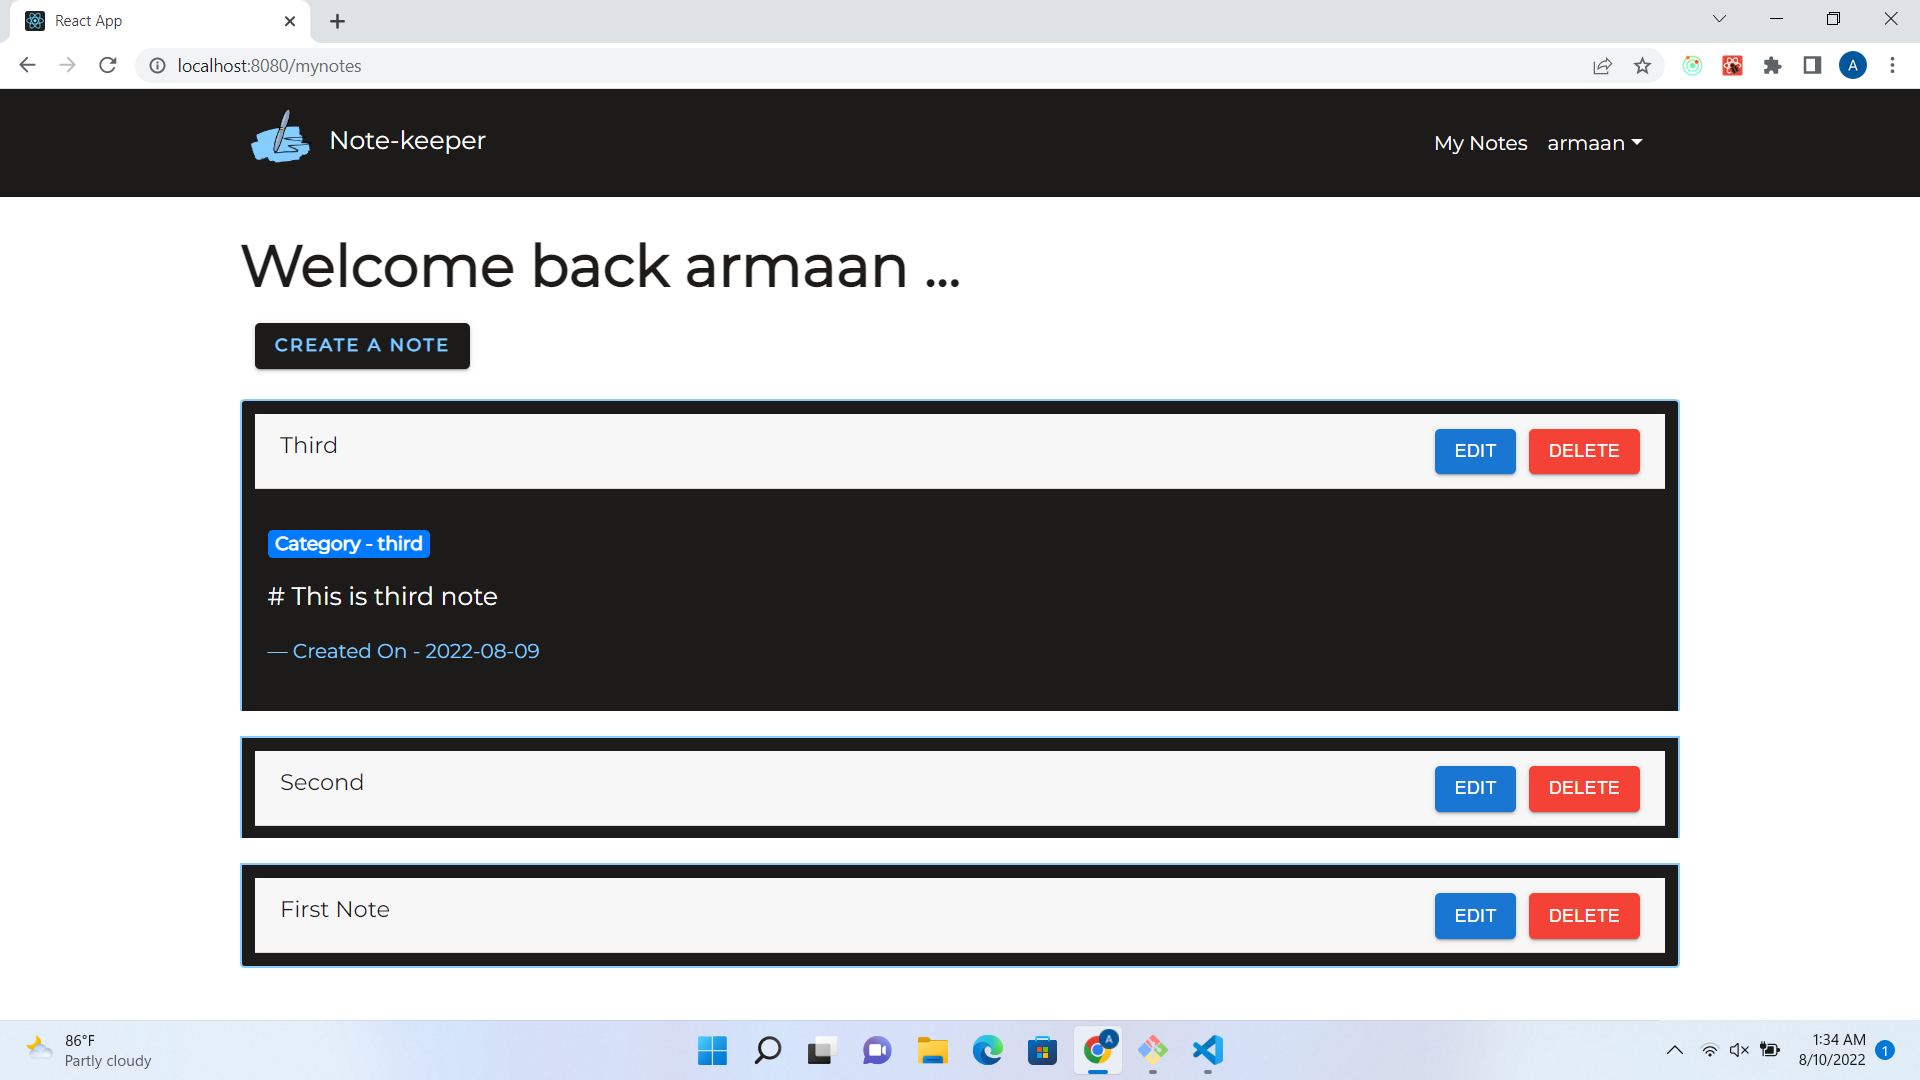 React App
localhost:8080/mynotes
A
Note-keeper
My Notes armaan
Welcome back armaan ...
CREATE A NOTE
Third EDIT DELETE
Category - third
# This is third note
— Created On - 2022-08-09
Second EDIT DELETE
First Note EDIT DELETE
86°F
Partly cloudy
A
1:34 AM
8/10/2022
1